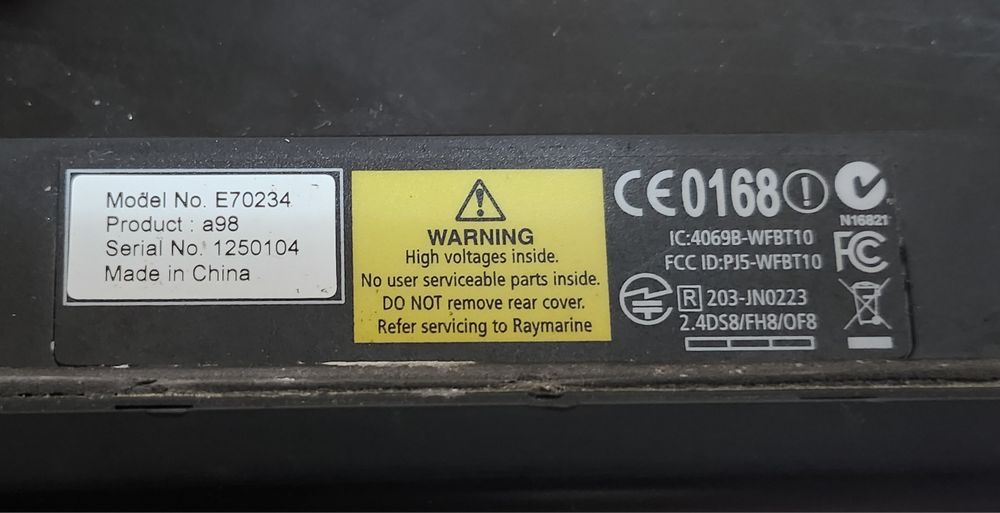 Model No. E70234
Product : a98
Serial No. 1250104
Made in China
WARNING
High voltages inside.
No user serviceable parts inside.
DO NOT remove rear cover.
Refer servicing to Raymarine
CE0168
N16821
IC:4069B-WFBT10
FCC ID:PJ5-WFBT10
FC
R 203-JN0223
2.4DS8/FH8/OF8